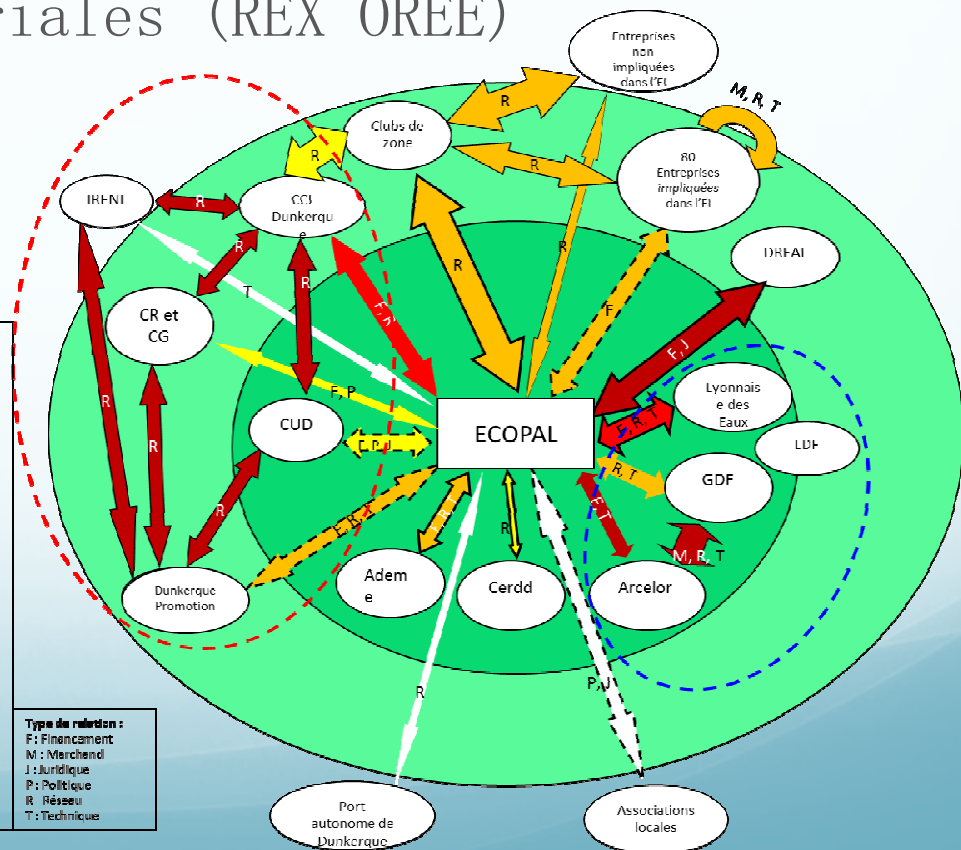 riales (REX OREE)
Entreprises
non
impliquées
dans l'EI
M, R, T
R
Clubs de
zone
R
R
80
Entreprises
impliquées
dans l'EI
R
CCI
Dunkerqu
e
R
R
R
DREAL
T
R
F, R
R
F
CR et
CG
F, J
F, P
Lyonnais
e des
Eaux
F, R, T
R
CUD
F, P, J
ECOPAL
EDF
R, T
GDF
R
R
F, R, T
F, T
R
M, R, T
Adem
e
Cerdd
Arcelor
Dunkerque
Promotion
R
P, J
Type de relation :
F : Financement
M : Marchand
J : Juridique
P : Politique
R Réseau
T : Technique
Port
autonome de
Dunkerque
Associations
locales